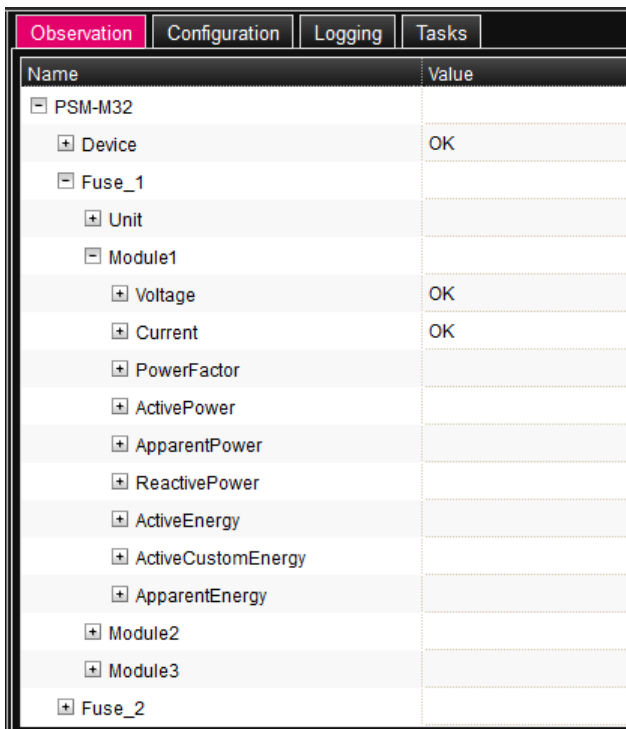 Observation Configuration Logging Tasks
Name Value
PSM-M32
Device OK
Fuse_1
Unit
Module1
Voltage OK
Current OK
PowerFactor
ActivePower
ApparentPower
ReactivePower
ActiveEnergy
ActiveCustomEnergy
ApparentEnergy
Module2
Module3
Fuse_2